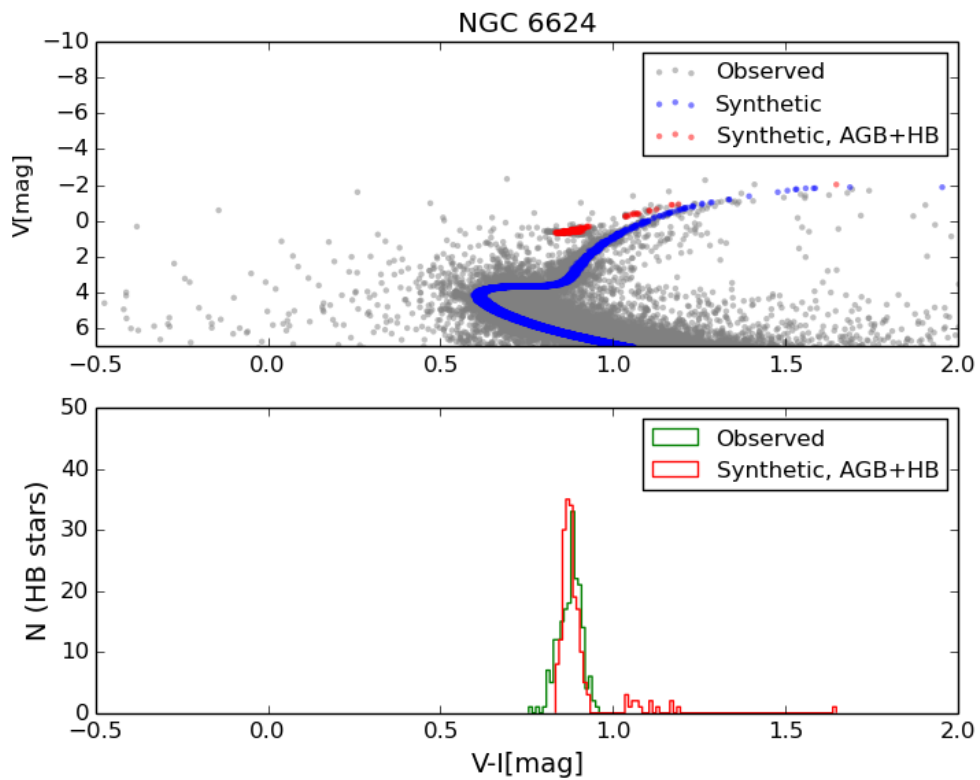 NGC 6624
V[mag]
−10
−8
−6
−4
−2
0
2
4
6
Observed
Synthetic
Synthetic, AGB+HB
−0.5 0.0 0.5 1.0 1.5 2.0
N (HB stars)
50
40
30
20
10
0
Observed
Synthetic, AGB+HB
−0.5 0.0 0.5 1.0 1.5 2.0
V-I[mag]